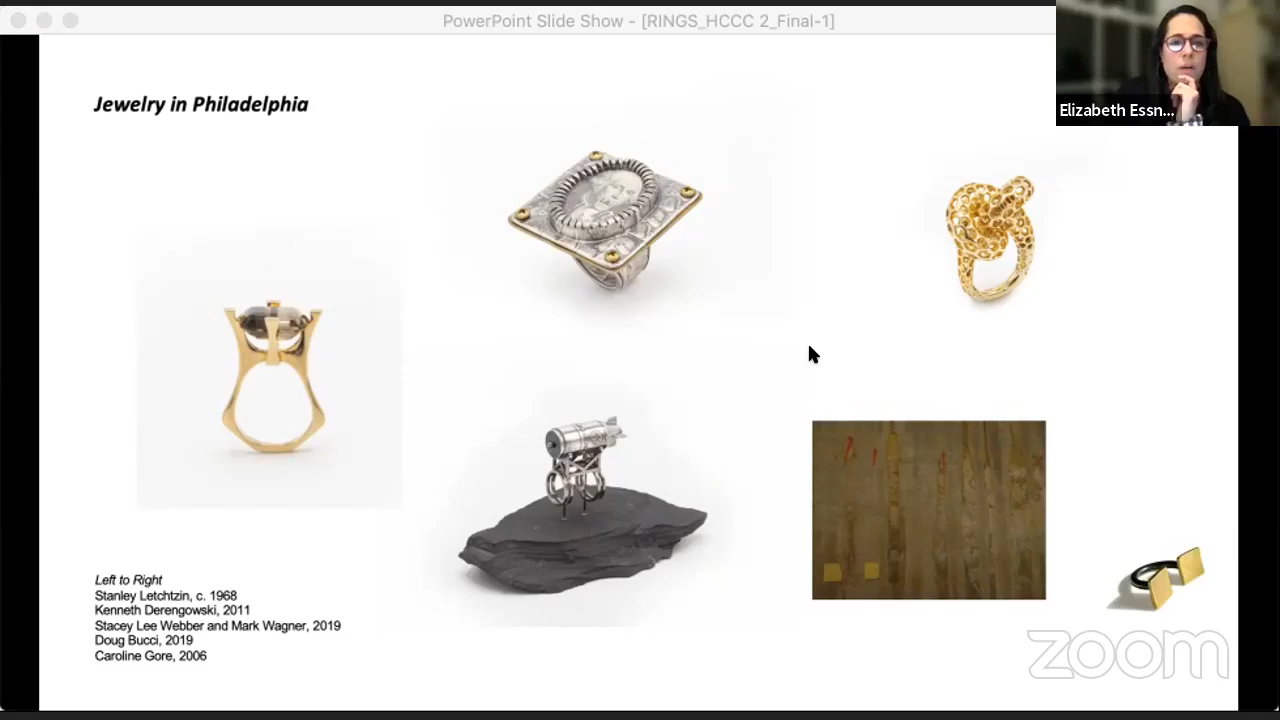 PowerPoint Slide Show - [RINGS_HCCC 2_Final-1]
Elizabeth Essn...
Jewelry in Philadelphia
Left to Right
Stanley Letchtzin, c. 1968
Kenneth Derengowski, 2011
Stacey Lee Webber and Mark Wagner, 2019
Doug Bucci, 2019
Caroline Gore, 2006
zoom